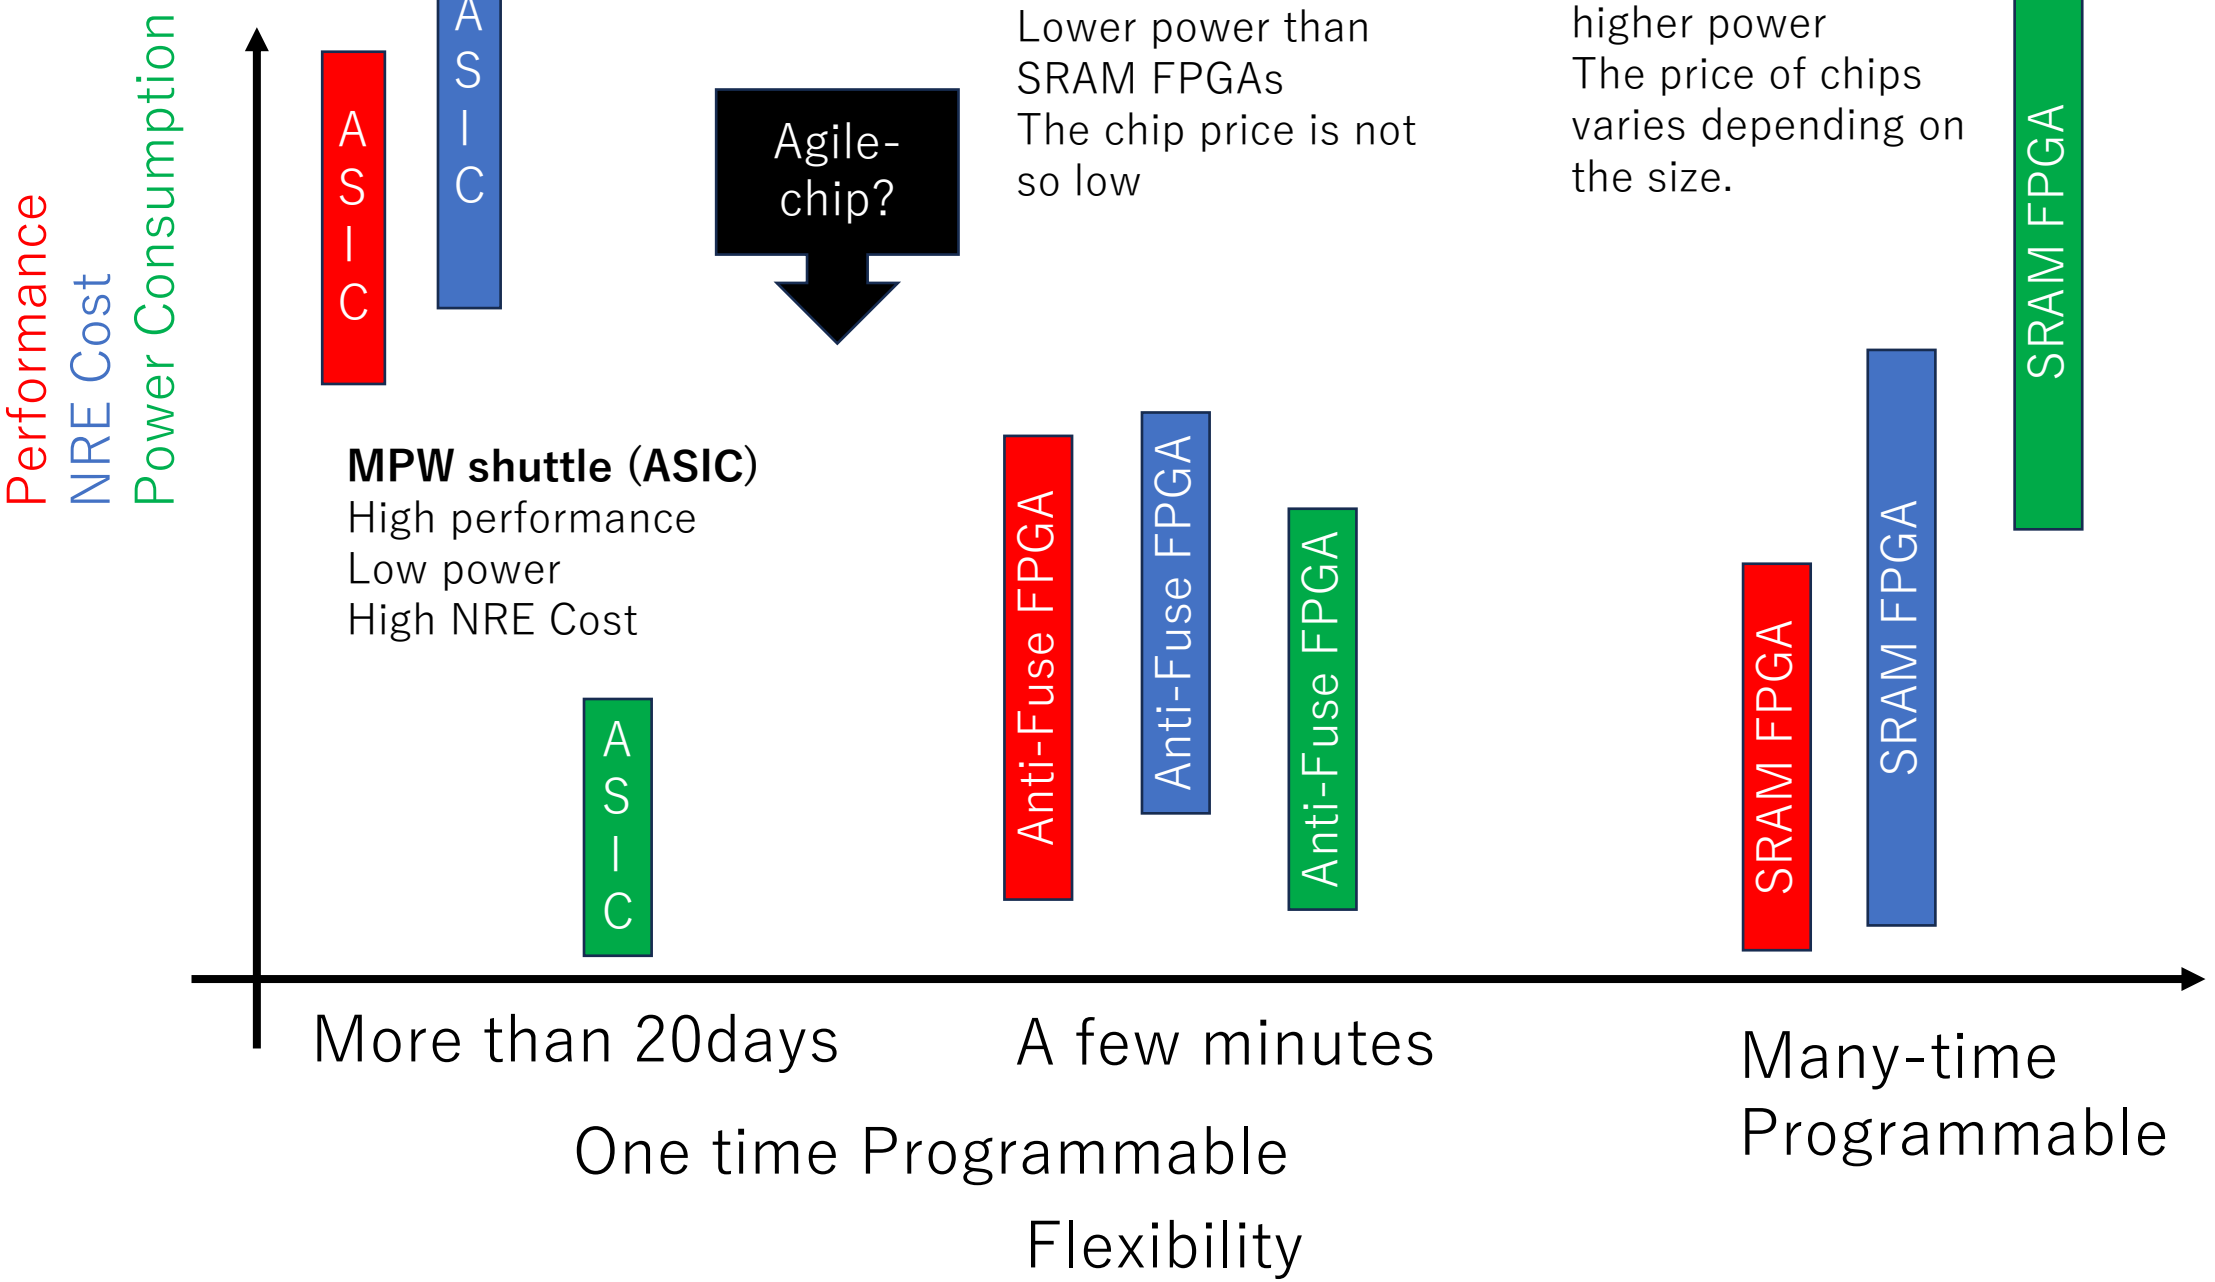 Performance
NRE Cost
Power Consumption
ASIC
ASIC
Agile-
chip?
Lower power than
SRAM FPGAs
The chip price is not
so low
higher power
The price of chips
varies depending on
the size.
SRAM FPGA
MPW shuttle (ASIC)
High performance
Low power
High NRE Cost
ASIC
Anti-Fuse FPGA
Anti-Fuse FPGA
Anti-Fuse FPGA
SRAM FPGA
SRAM FPGA
More than 20days
A few minutes
Many-time
Programmable
One time Programmable
Flexibility